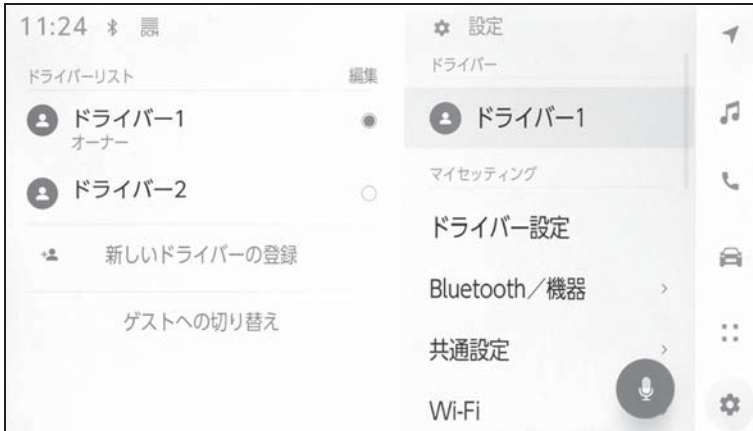 11:24
DCM
ドライバーリスト 編集
ドライバー1
オーナー
ドライバー2
新しいドライバーの登録
ゲストへの切り替え
設定
ドライバー
ドライバー1
マイセッティング
ドライバー設定
Bluetooth／機器
共通設定
Wi-Fi